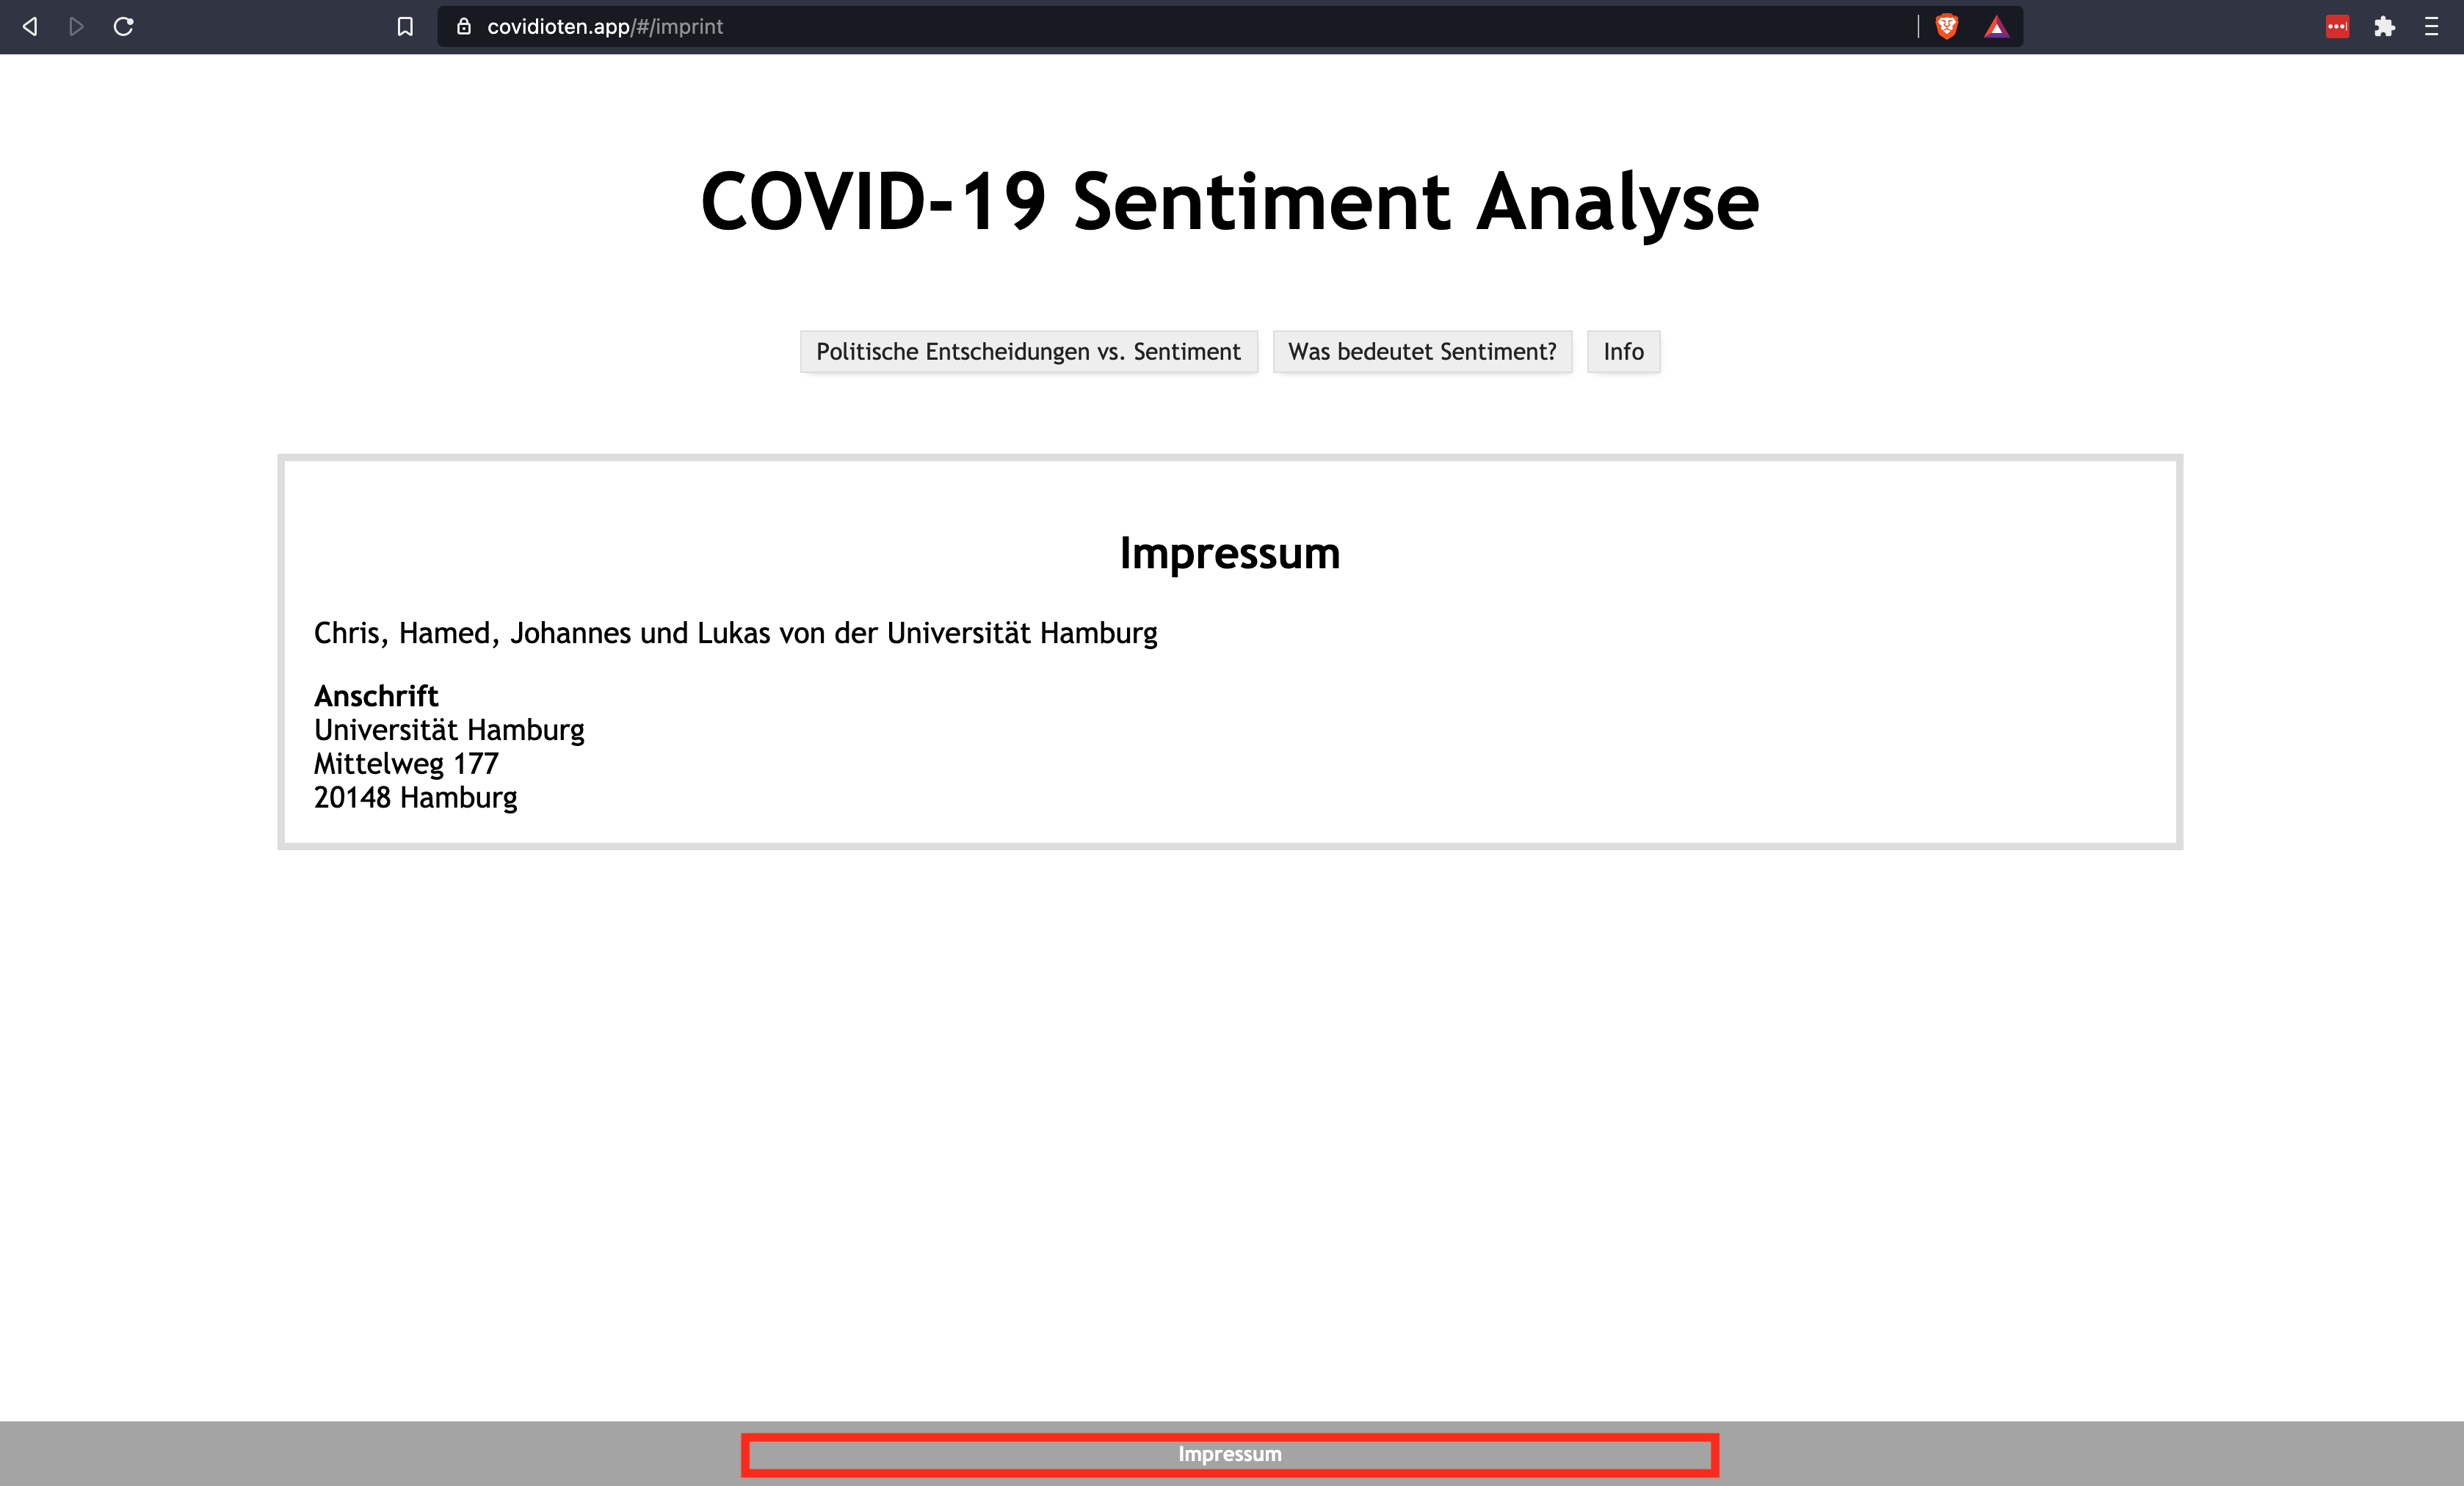 covidioten.app/#/imprint
COVID-19 Sentiment Analyse
Politische Entscheidungen vs. Sentiment
Was bedeutet Sentiment?
Info
Impressum
Chris, Hamed, Johannes und Lukas von der Universität Hamburg
Anschrift
Universität Hamburg
Mittelweg 177
20148 Hamburg
Impressum